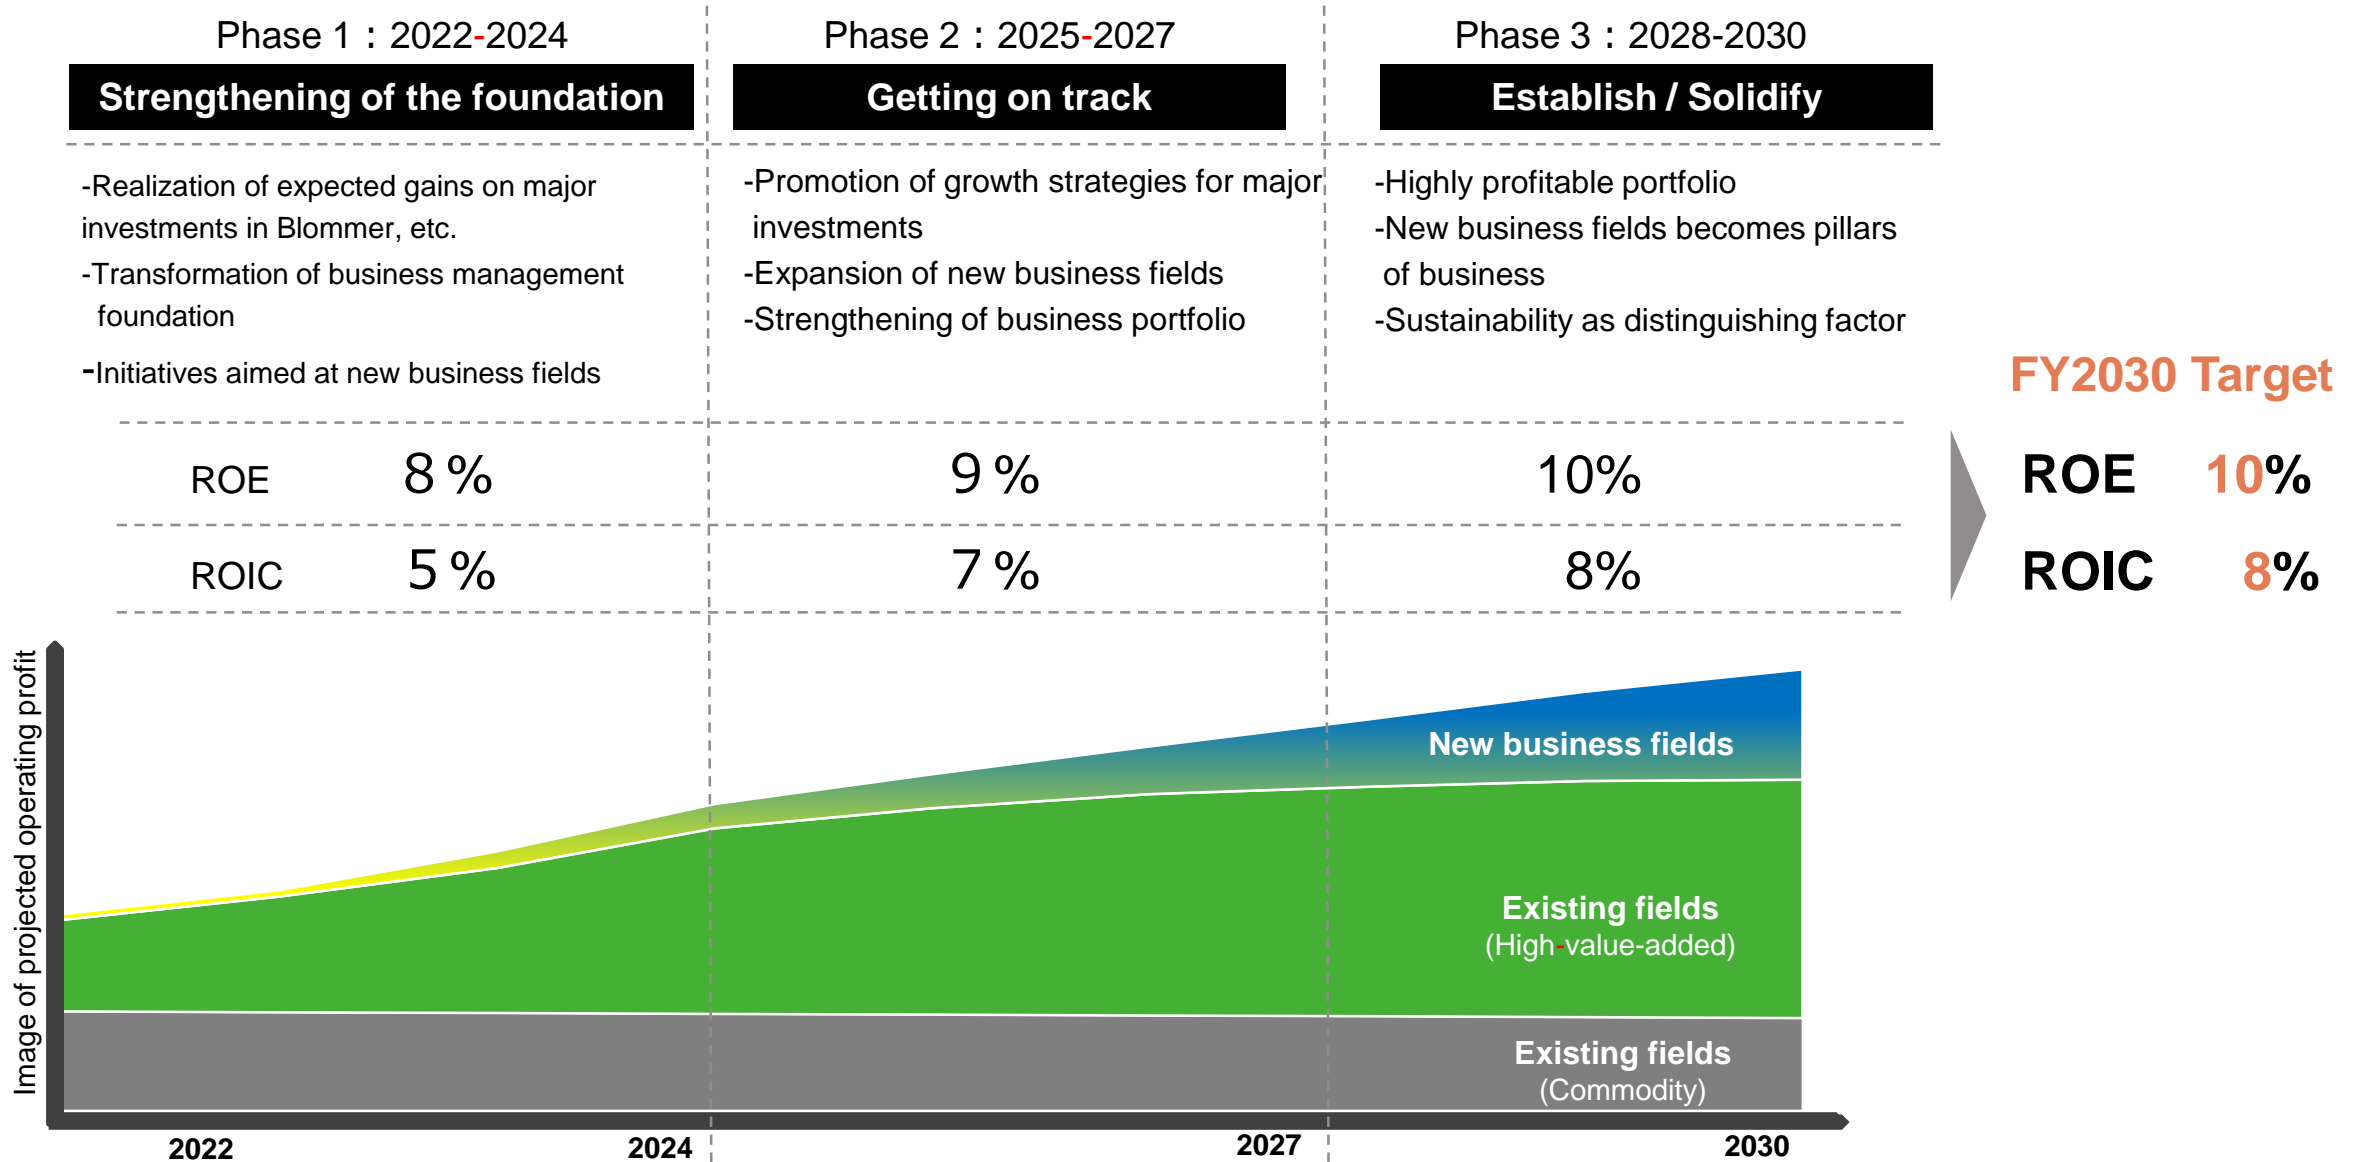 Phase 1：2022-2024
Strengthening of the foundation
-Realization of expected gains on major
investments in Blommer, etc.
-Transformation of business management
foundation
-Initiatives aimed at new business fields
Phase 2：2025-2027
Getting on track
-Promotion of growth strategies for major
investments
-Expansion of new business fields
-Strengthening of business portfolio
Phase 3：2028-2030
Establish / Solidify
-Highly profitable portfolio
-New business fields becomes pillars
of business
-Sustainability as distinguishing factor
ROE 8% 9% 10%
ROIC 5% 7% 8%
FY2030 Target
ROE 10%
ROIC 8%
Image of projected operating profit
New business fields
Existing fields
(High-value-added)
Existing fields
(Commodity)
2022 2024 2027 2030